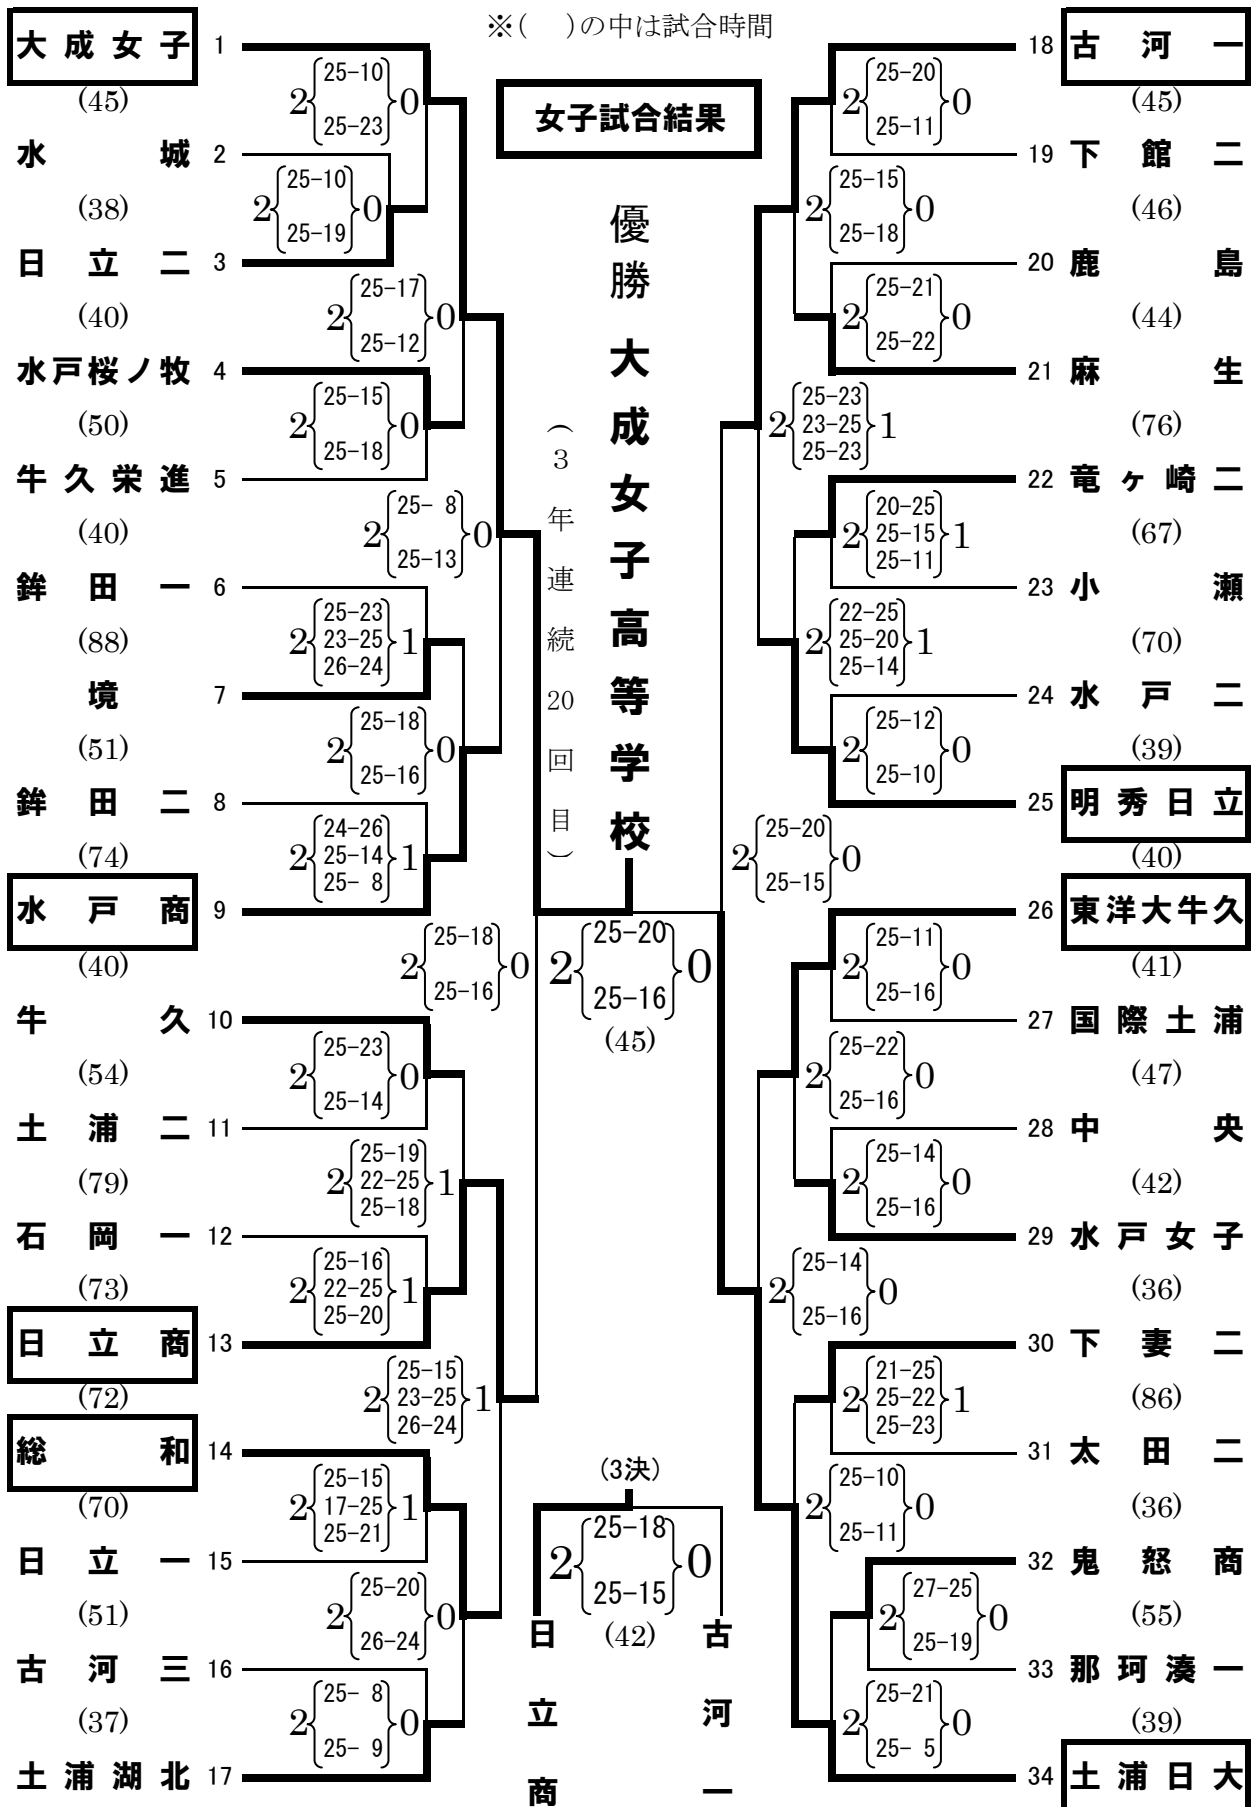 ※(　)の中は試合時間
女子試合結果
優勝 大成女子高等学校
(3年連続20回目)
大成女子 1
(45)
水城 2
(38)
日立二 3
(40)
水戸桜ノ牧 4
(50)
牛久栄進 5
(40)
鉾田一 6
(88)
境 7
(51)
鉾田二 8
(74)
水戸商 9
(40)
牛久 10
(54)
土浦二 11
(79)
石岡一 12
(73)
日立商 13
(72)
総和 14
(70)
日立一 15
(51)
古河三 16
(37)
土浦湖北 17
2 25-10 25-23 0
2 25-10 25-19 0
2 25-17 25-12 0
2 25-15 25-18 0
2 25- 8 25-13 0
2 25-23 23-25 26-24 1
2 25-18 25-16 0
2 24-26 25-14 25- 8 1
2 25-18 25-16 0
2 25-23 25-14 0
2 25-19 22-25 25-18 1
2 25-16 22-25 25-20 1
2 25-15 23-25 26-24 1
2 25-15 17-25 25-21 1
2 25-20 26-24 0
2 25- 8 25- 9 0
2 25-20 25-16 0
(45)
(3決)
2 25-18 25-15 0
(42)
日立商
古河一
18 古河一
(45)
19 下館二
(46)
20 鹿島
(44)
21 麻生
(76)
22 竜ヶ崎二
(67)
23 小瀬
(70)
24 水戸二
(39)
25 明秀日立
(40)
26 東洋大牛久
(41)
27 国際土浦
(47)
28 中央
(42)
29 水戸女子
(36)
30 下妻二
(86)
31 太田二
(36)
32 鬼怒商
(55)
33 那珂湊一
(39)
34 土浦日大
2 25-20 25-11 0
2 25-15 25-18 0
2 25-21 25-22 0
2 25-23 23-25 25-23 1
2 20-25 25-15 25-11 1
2 22-25 25-20 25-14 1
2 25-12 25-10 0
2 25-20 25-15 0
2 25-11 25-16 0
2 25-22 25-16 0
2 25-14 25-16 0
2 25-14 25-16 0
2 21-25 25-22 25-23 1
2 25-10 25-11 0
2 27-25 25-19 0
2 25-21 25- 5 0